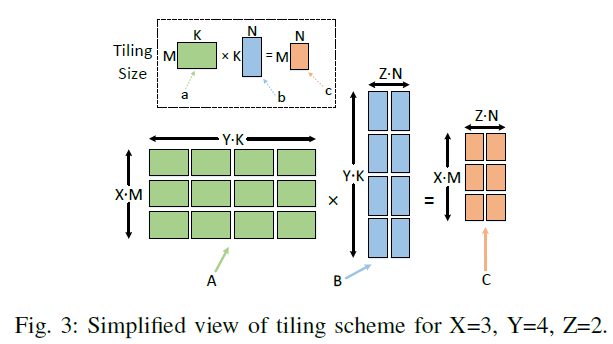 K N N
Tiling M × K = M
Size
a b c
Z·N
Z·N
Y·K
X·M Y·K X·M
× =
A B C
Fig. 3: Simplified view of tiling scheme for X=3, Y=4, Z=2.